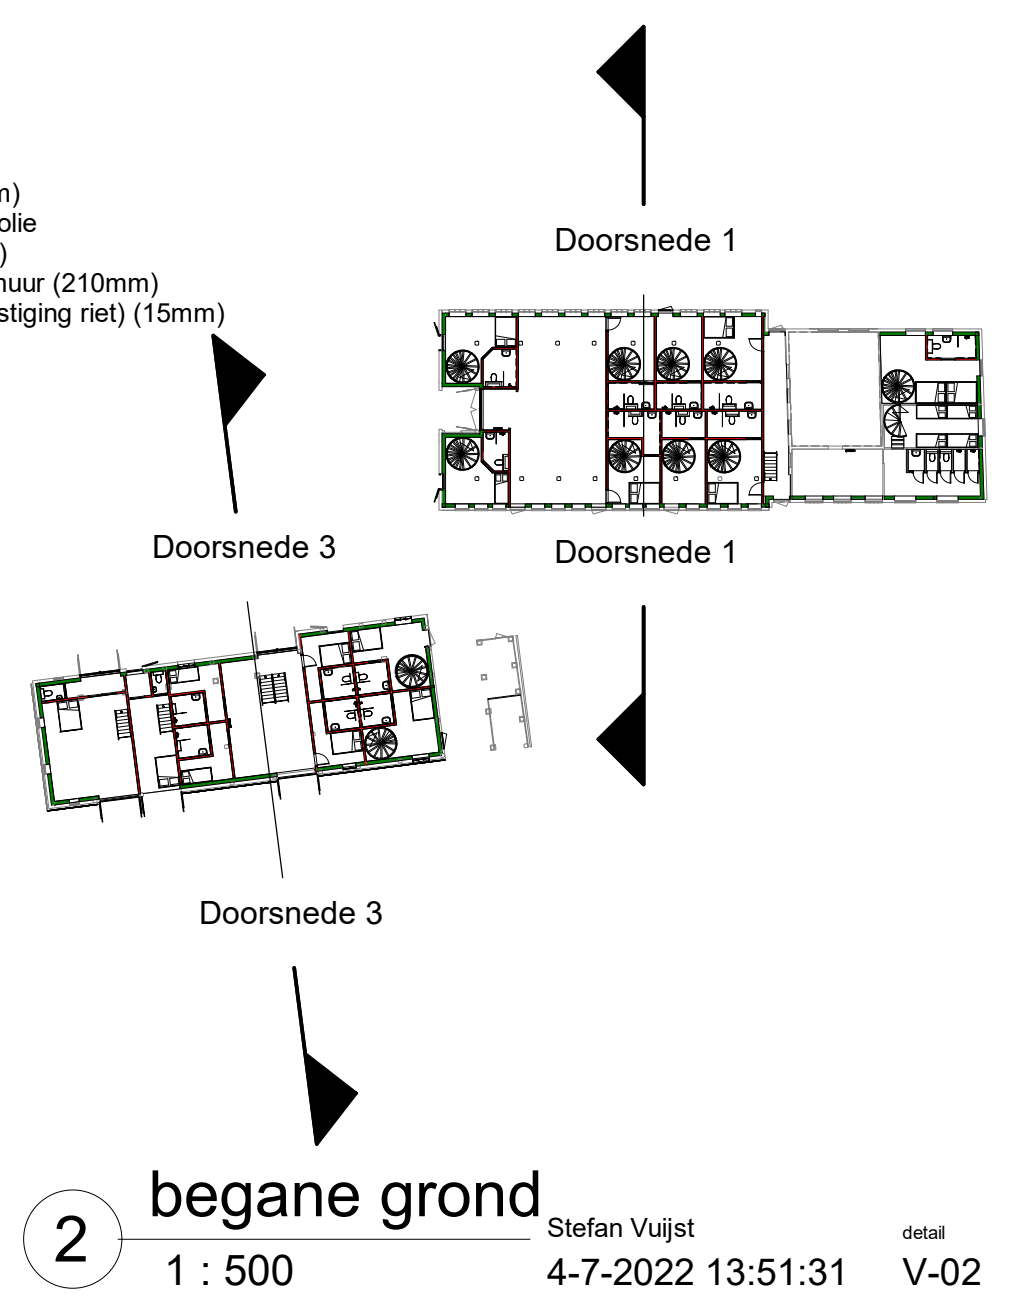 m)
olie
)
nuur (210mm)
stiging riet) (15mm)
Doorsnede 1
Doorsnede 3
Doorsnede 1
Doorsnede 3
2
begane grond
1 : 500
Stefan Vuijst
4-7-2022 13:51:31
detail
V-02